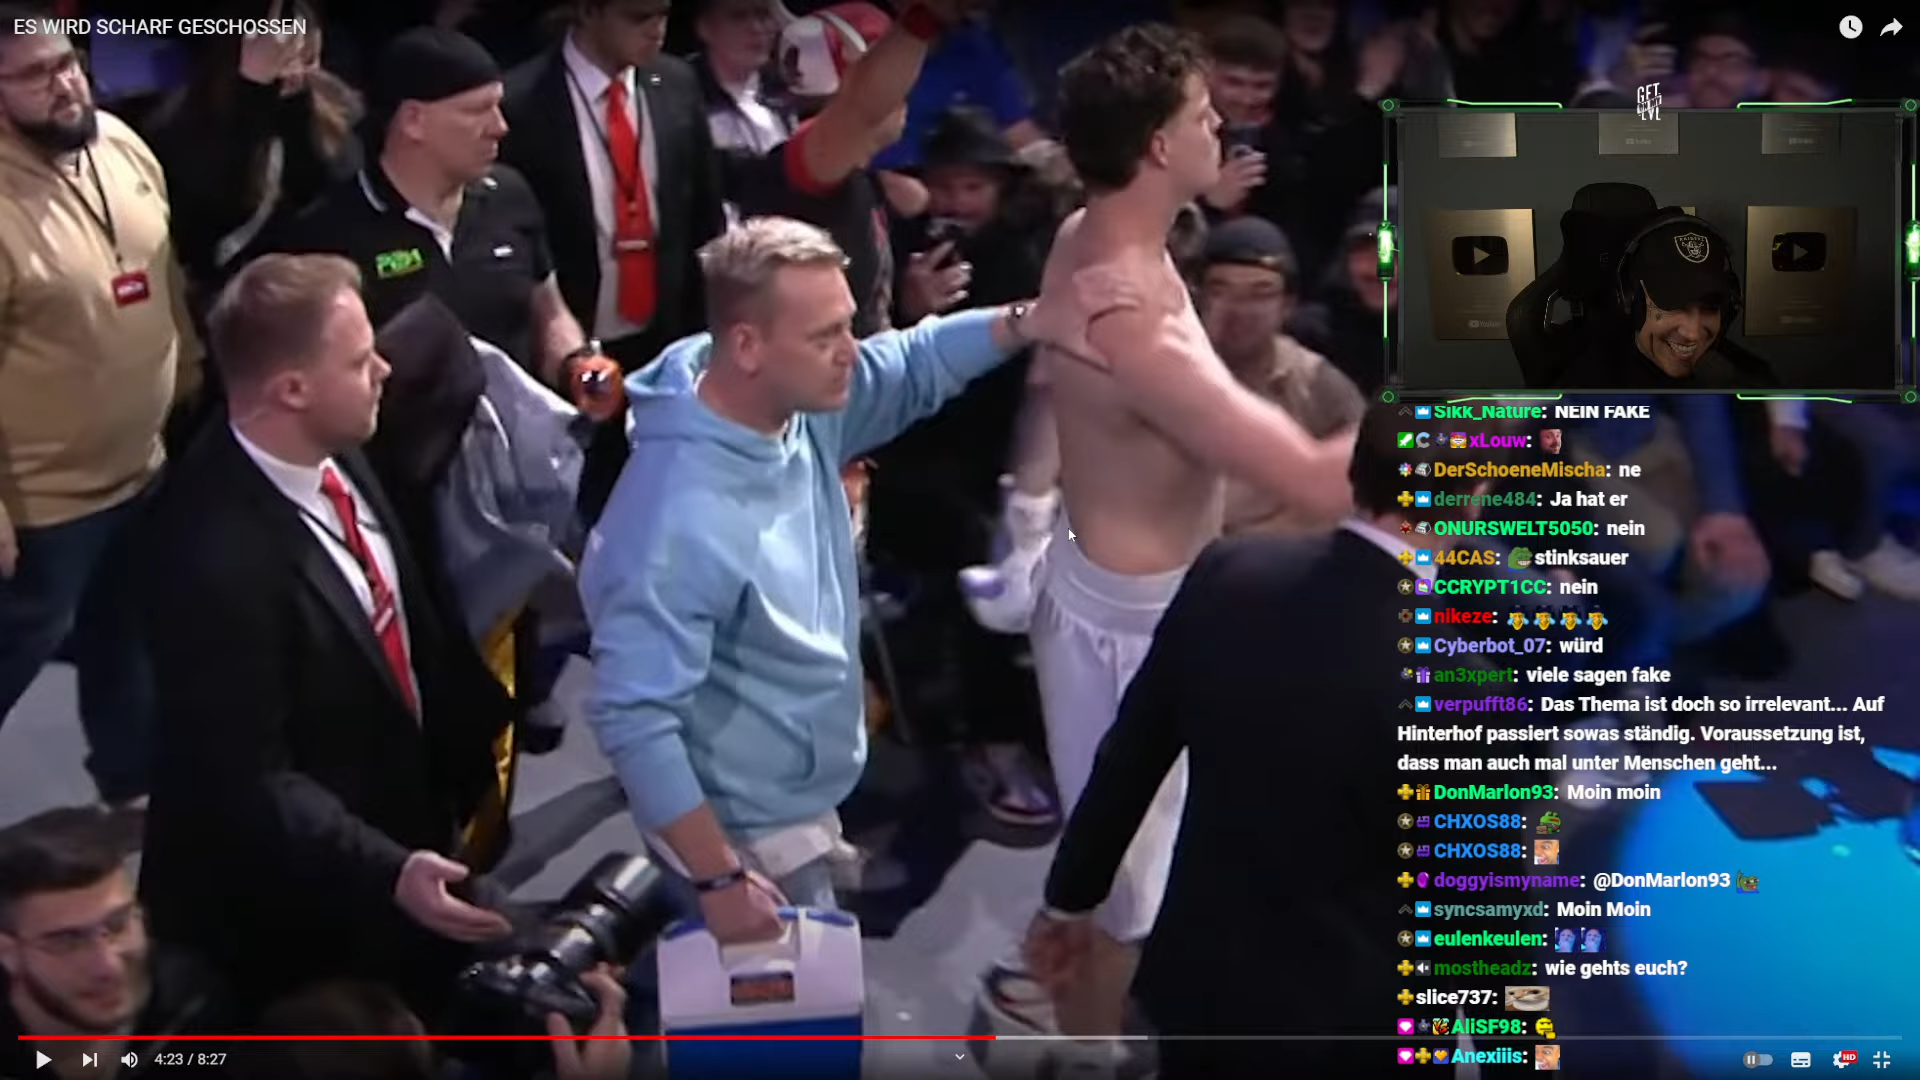 ES WIRD SCHARF GESCHOSSEN
GET
Sikk_Nature: NEIN FAKE
xLouw:
DerSchoeneMischa: ne
derrene484: Ja hat er
ONURSWELT5050: nein
44CAS: stinksauer
CCRYPT1CC: nein
nikeze:
Cyberbot_07: würd
an3xpert: viele sagen fake
verpufft86: Das Thema ist doch so irrelevant... Auf
Hinterhof passiert sowas ständig. Voraussetzung ist,
dass man auch mal unter Menschen geht...
DonMarlon93: Moin moin
CHXOS88:
CHXOS88:
doggyismyname: @DonMarlon93
syncsamyxd: Moin Moin
eulenkeulen:
mostheadz: wie gehts euch?
slice737:
AliSF98:
Anexiiis:
4:23 / 8:27
HD